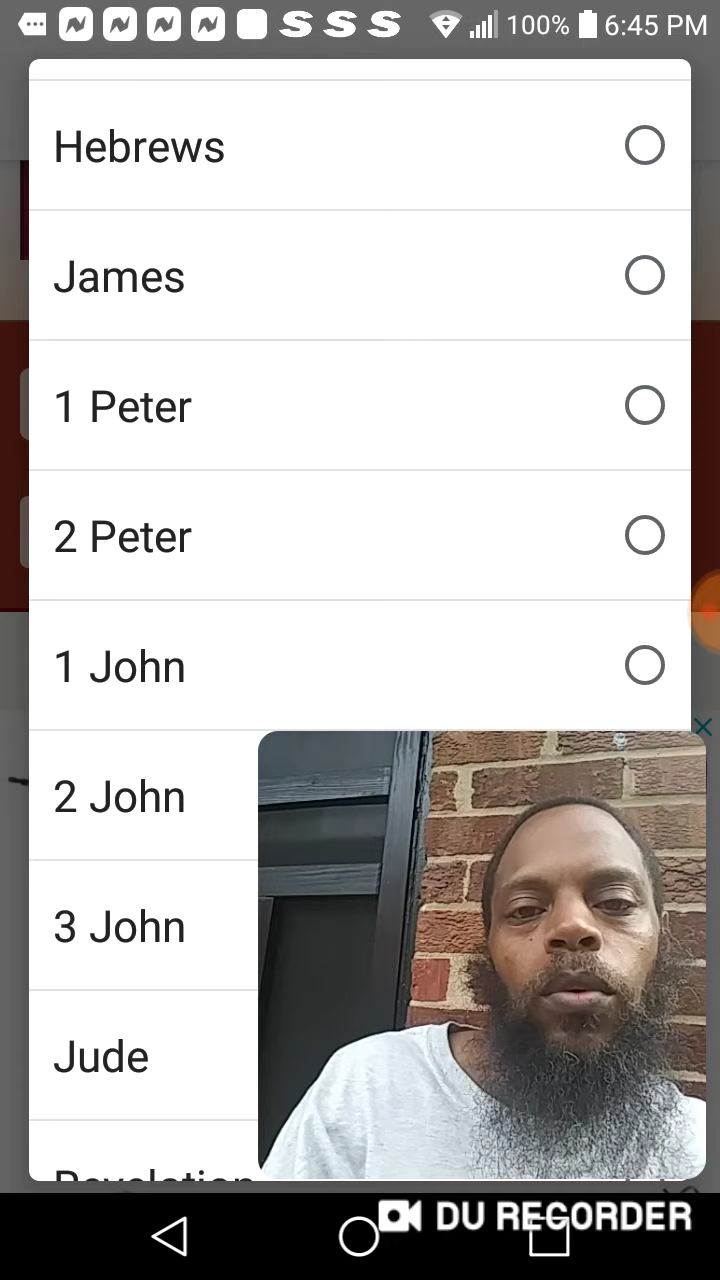 100% 6:45 PM
Hebrews
James
1 Peter
2 Peter
1 John
2 John
3 John
Jude
Revelation
DU RECORDER